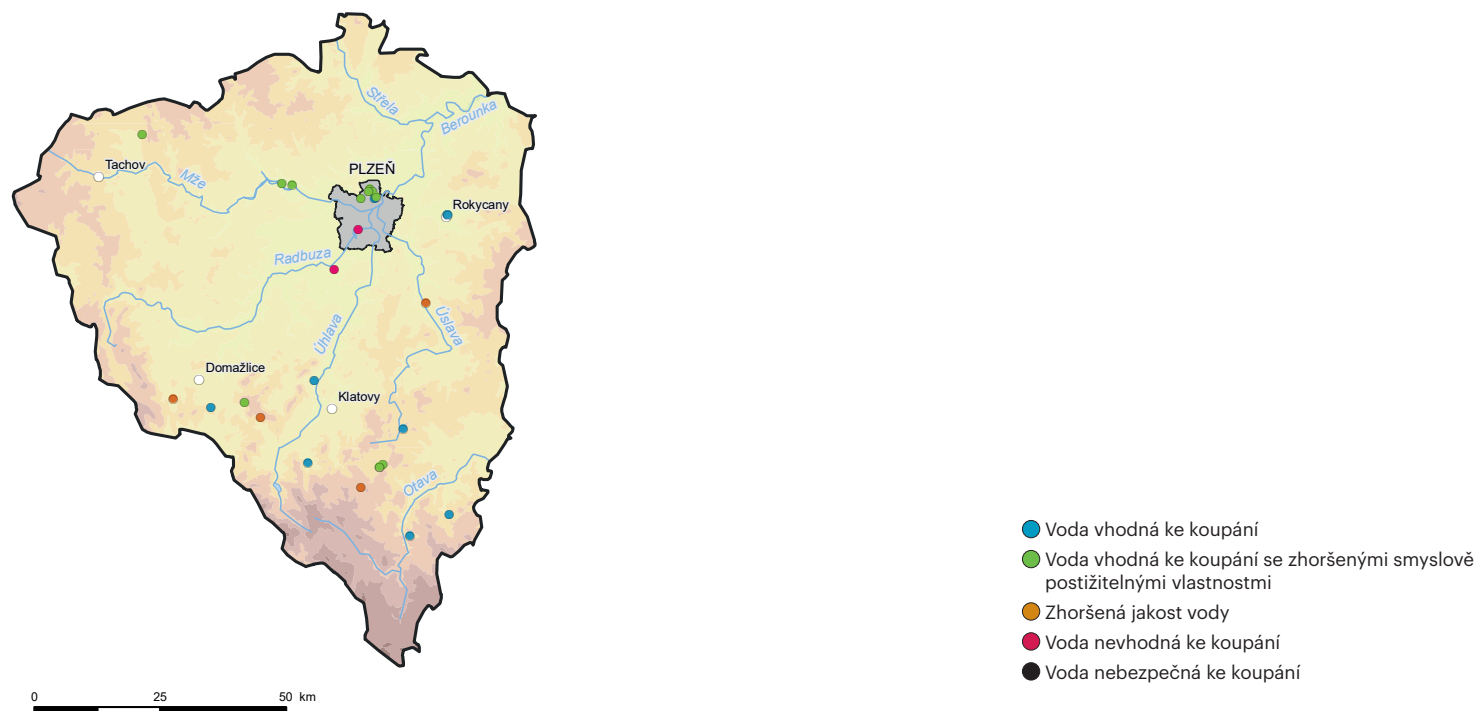 Střela
Berounka
Tachov
PLZEŇ
Mže
Rokycany
Radbuza
Úslava
Úhlava
Domažlice
Klatovy
Otava
Voda vhodná ke koupání
Voda vhodná ke koupání se zhoršenými smyslově
postižitelnými vlastnostmi
Zhoršená jakost vody
Voda nevhodná ke koupání
Voda nebezpečná ke koupání
0 25 50 km